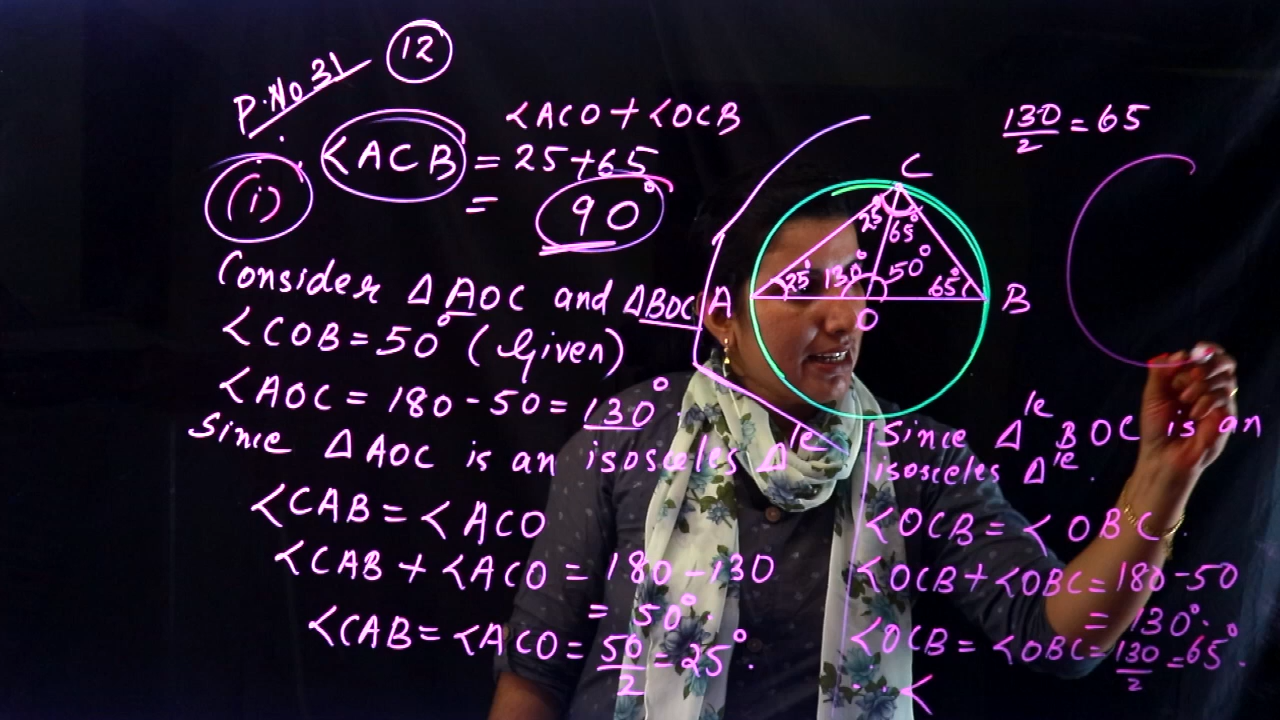 P.No 31
12
(i)
<ACO + <OCB
<ACB = 25+65
= 90°
Consider Δ AOC and ΔBOC
<COB = 50° (Given)
<AOC = 180 - 50 = 130°.
Since Δ AOC is an isosceles Δle
<CAB = <ACO
<CAB + <ACO = 180 - 130
= 50°.
<CAB = <ACO = 50/2 = 25°.
130/2 = 65
C
25°
65°
A
25°
130°
50°
65°
B
O
Since Δle BOC is an
isosceles Δle.
<OCB = <OBC.
<OCB + <OBC = 180 - 50
= 130°.
<OCB = <OBC = 130/2 = 65°.
<